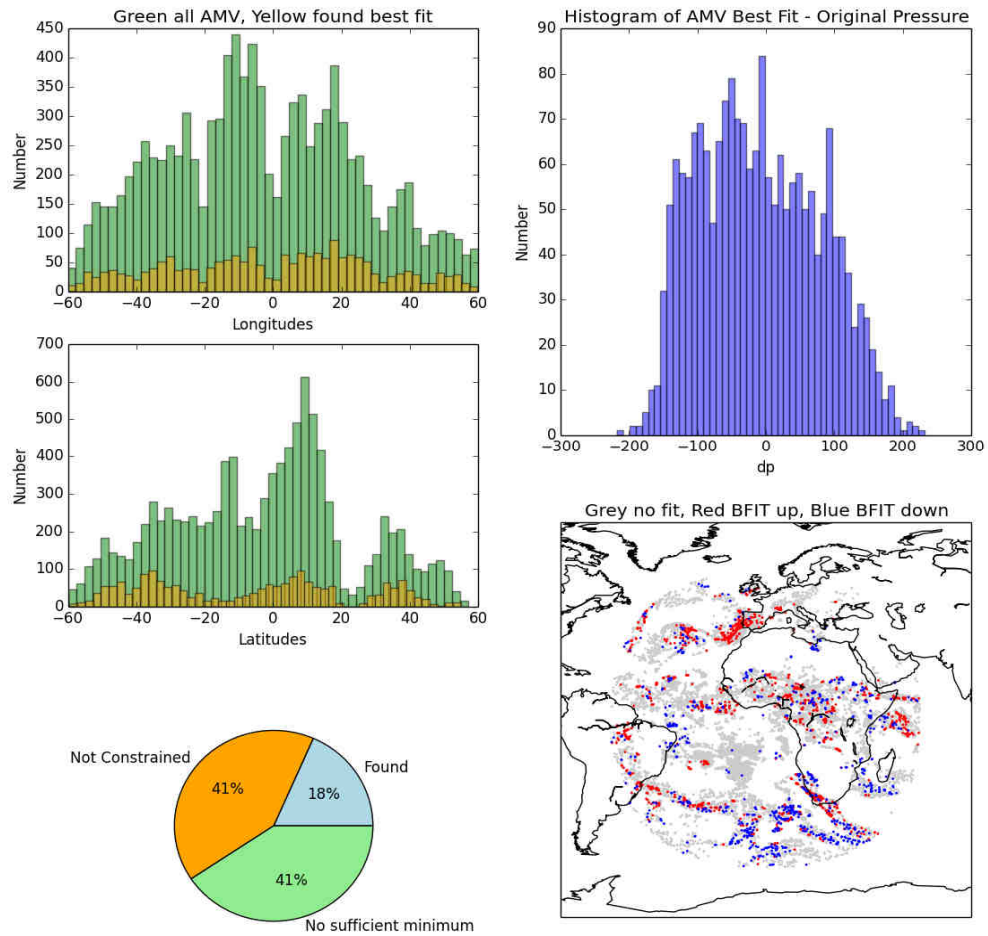 Green all AMV, Yellow found best fit
450
400
350
300
250
200
150
100
50
0
Number
−60 −40 −20 0 20 40 60
Longitudes
700
600
500
400
300
200
100
0
Number
−60 −40 −20 0 20 40 60
Latitudes
Not Constrained
Found
41%
18%
41%
No sufficient minimum
Histogram of AMV Best Fit - Original Pressure
90
80
70
60
50
40
30
20
10
0
Number
−300 −200 −100 0 100 200 300
dp
Grey no fit, Red BFIT up, Blue BFIT down